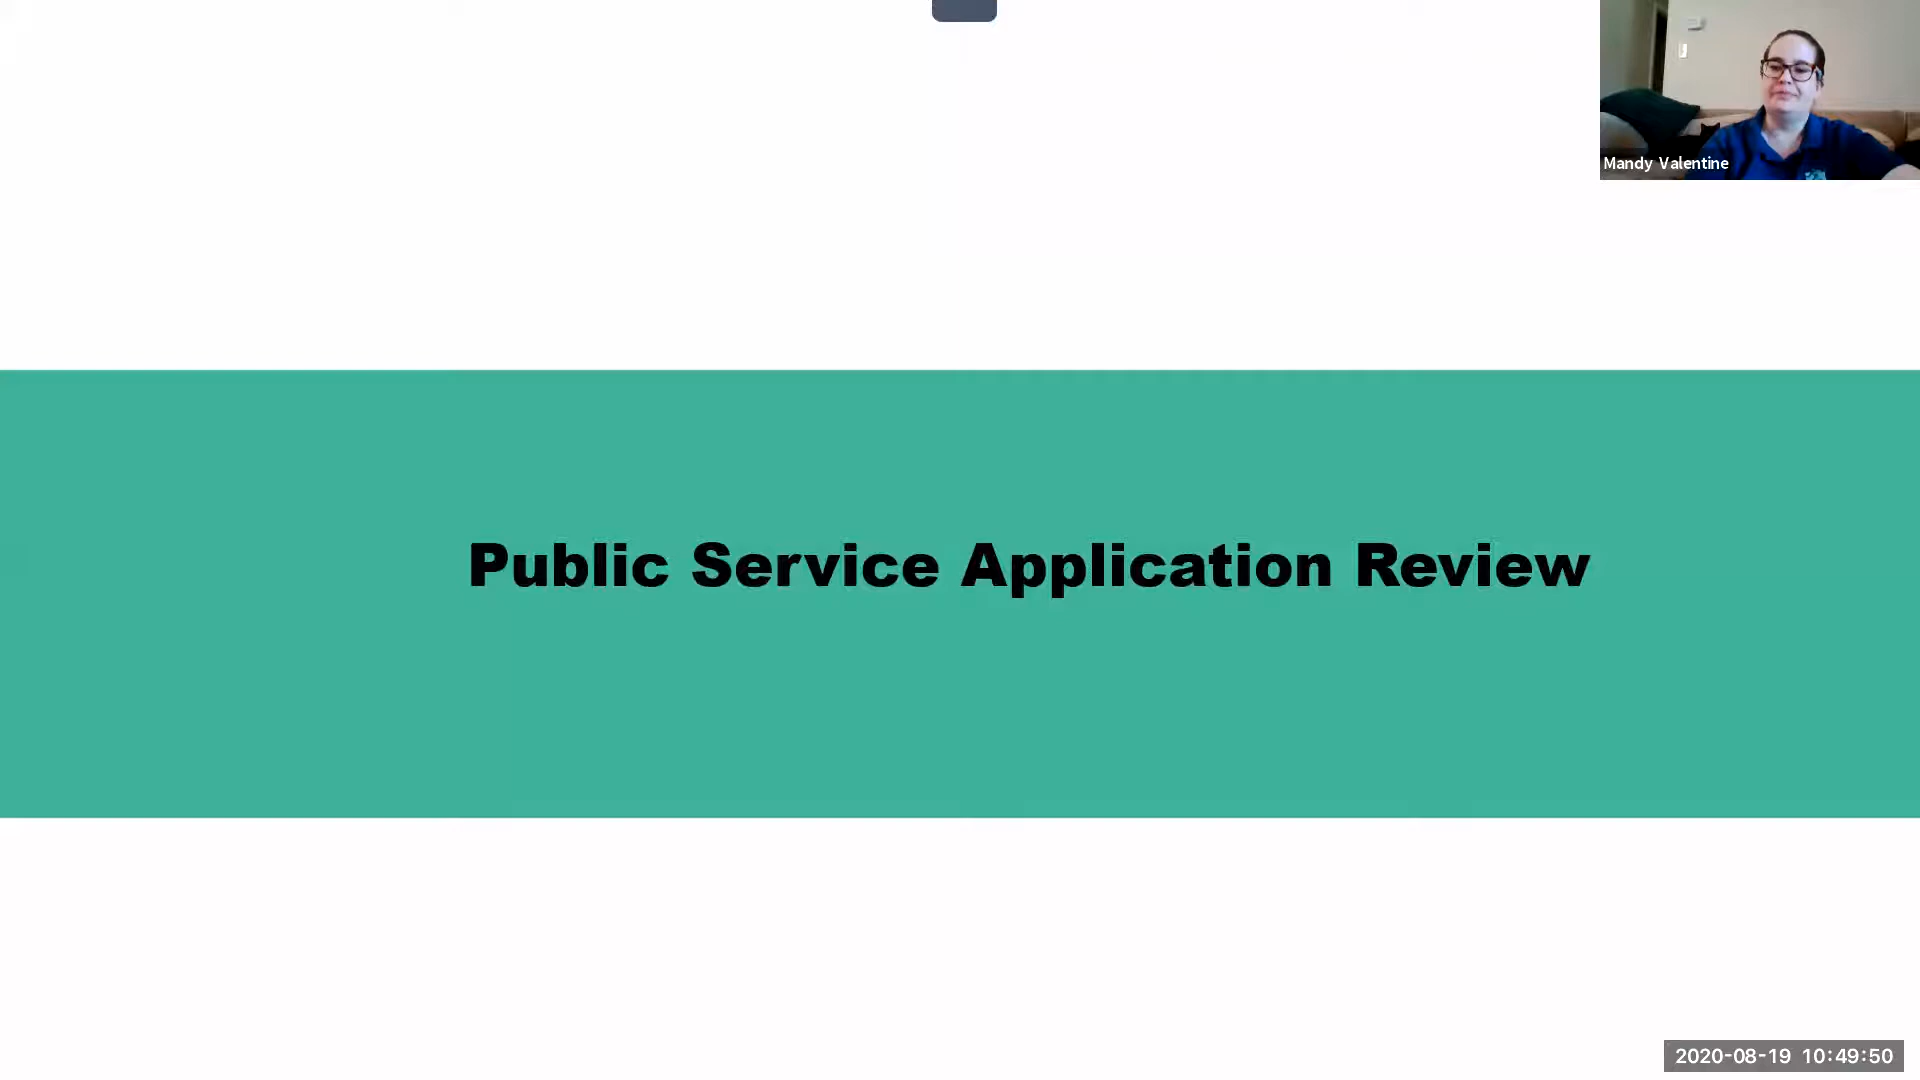 Mandy Valentine
Public Service Application Review
2020-08-19 10:49:50